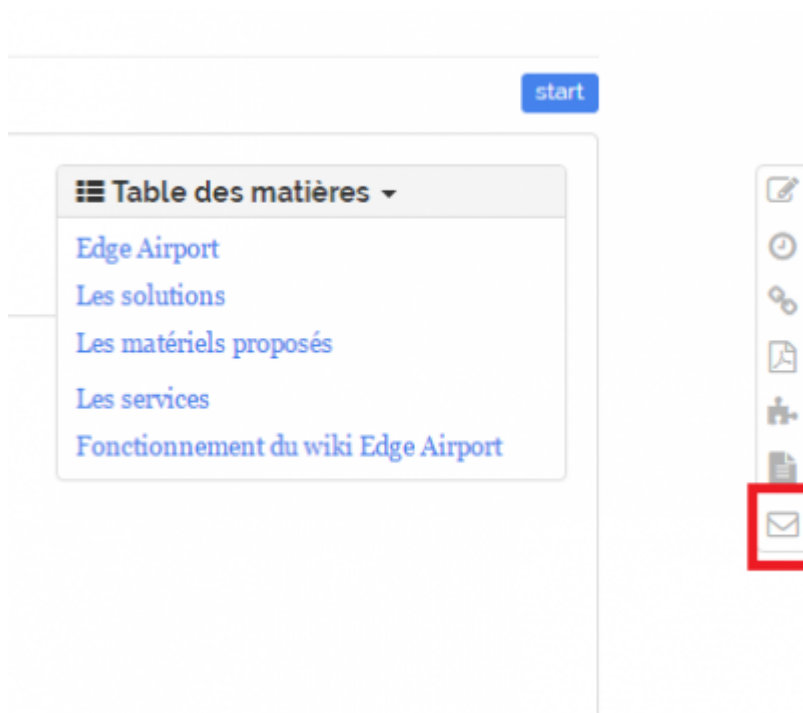 start
Table des matières
Edge Airport
Les solutions
Les matériels proposés
Les services
Fonctionnement du wiki Edge Airport